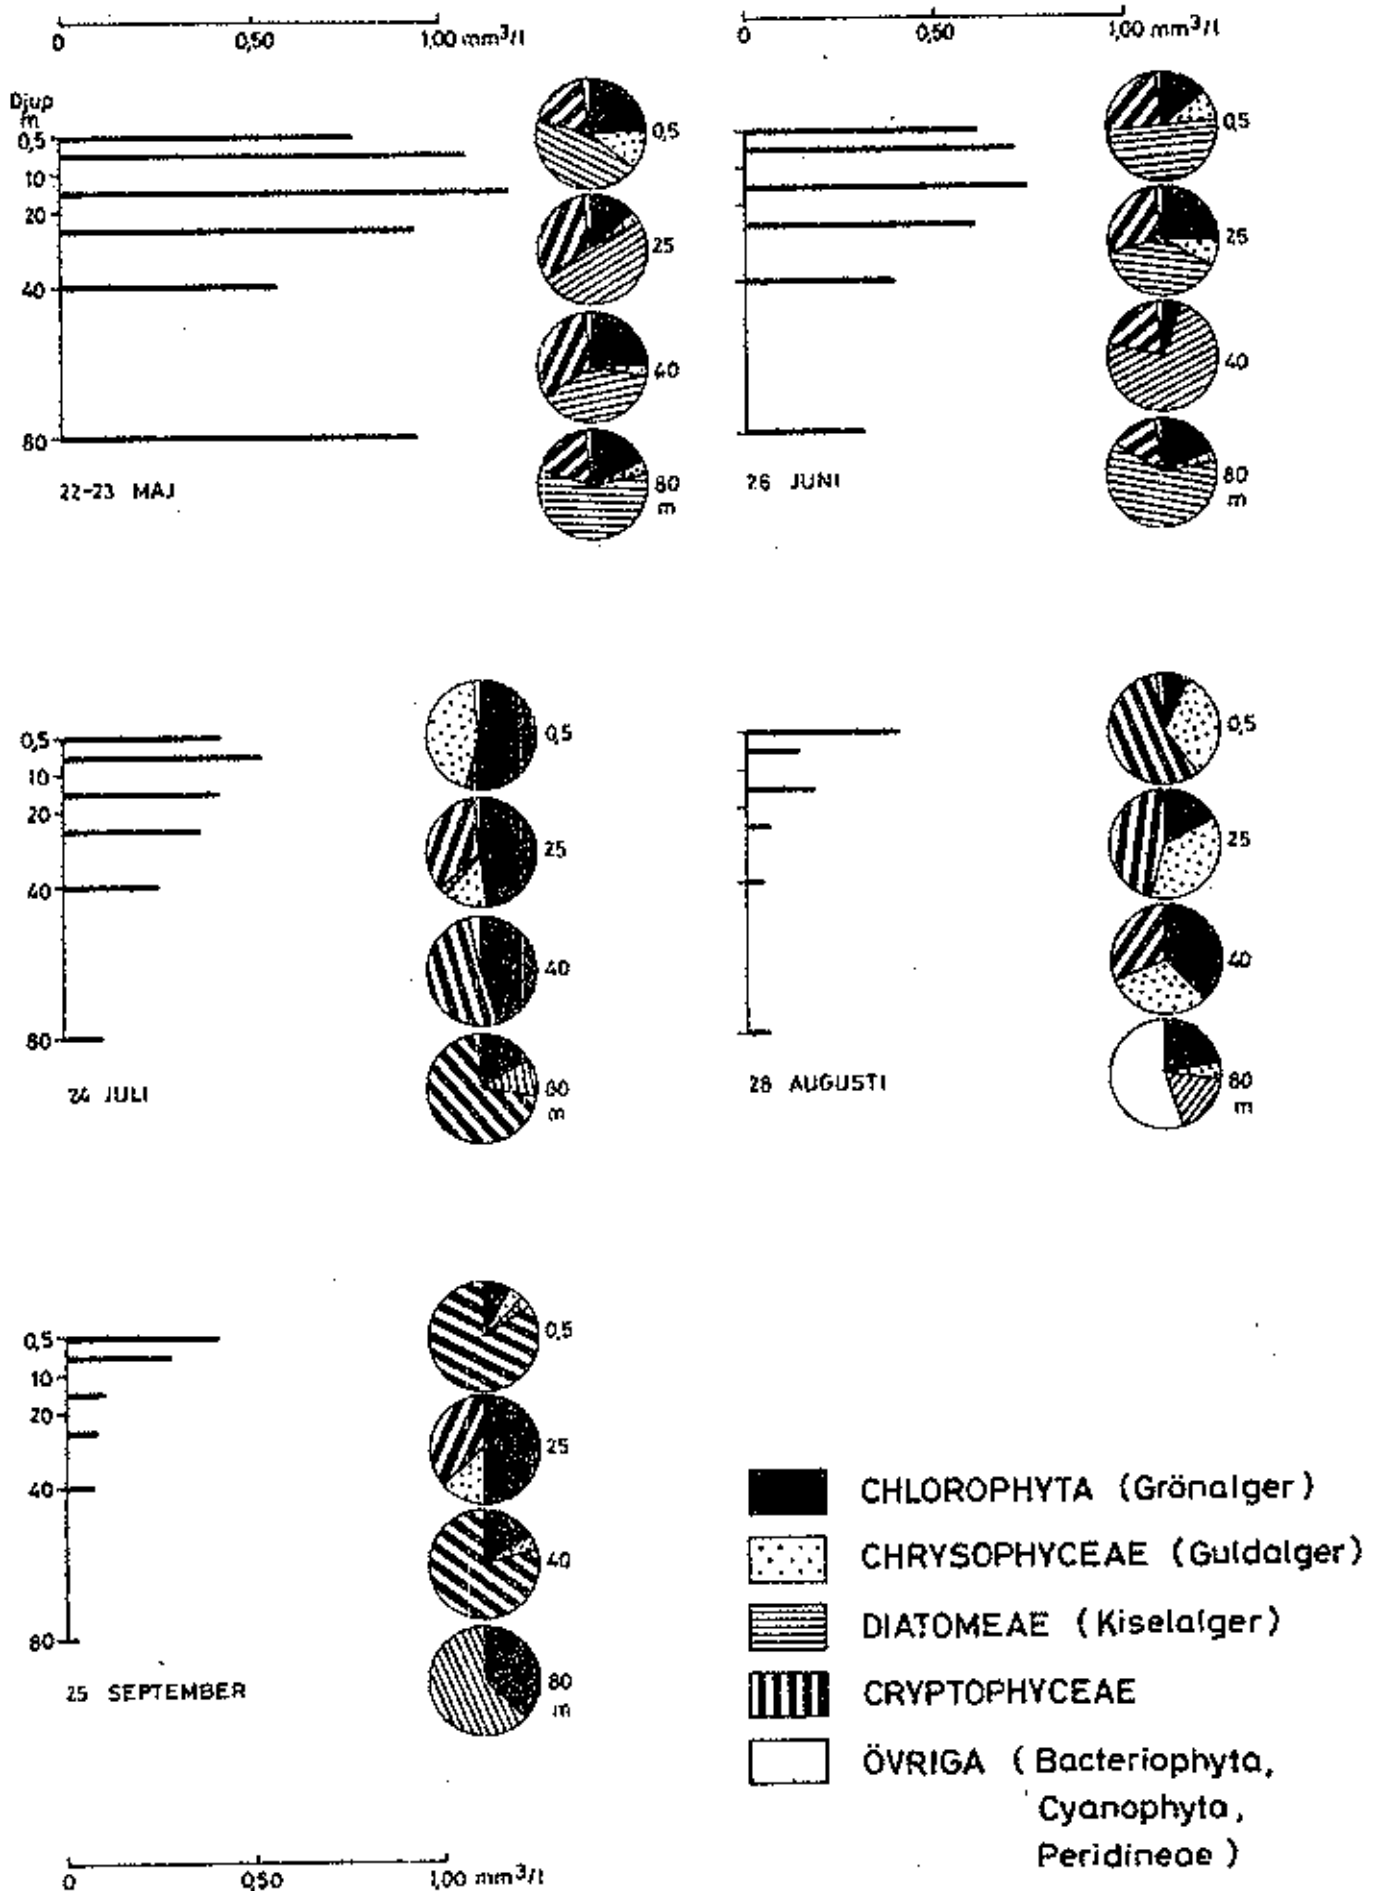 0 0,50 1,00 mm³/l
0 0,50 1,00 mm³/l
Djup
m
0,5
10
20
40
80
0,5
25
40
80
m
22-23 MAJ
0,5
25
40
80
m
26 JUNI
0,5
10
20
40
80
0,5
25
40
80
m
24 JULI
0,5
25
40
80
m
28 AUGUSTI
0,5
10
20
40
80
0,5
25
40
80
m
25 SEPTEMBER
0 0,50 1,00 mm³/l
CHLOROPHYTA (Grönalger)
CHRYSOPHYCEAE (Guldalger)
DIATOMEAE (Kiselalger)
CRYPTOPHYCEAE
ÖVRIGA (Bacteriophyta,
Cyanophyta,
Peridineae)